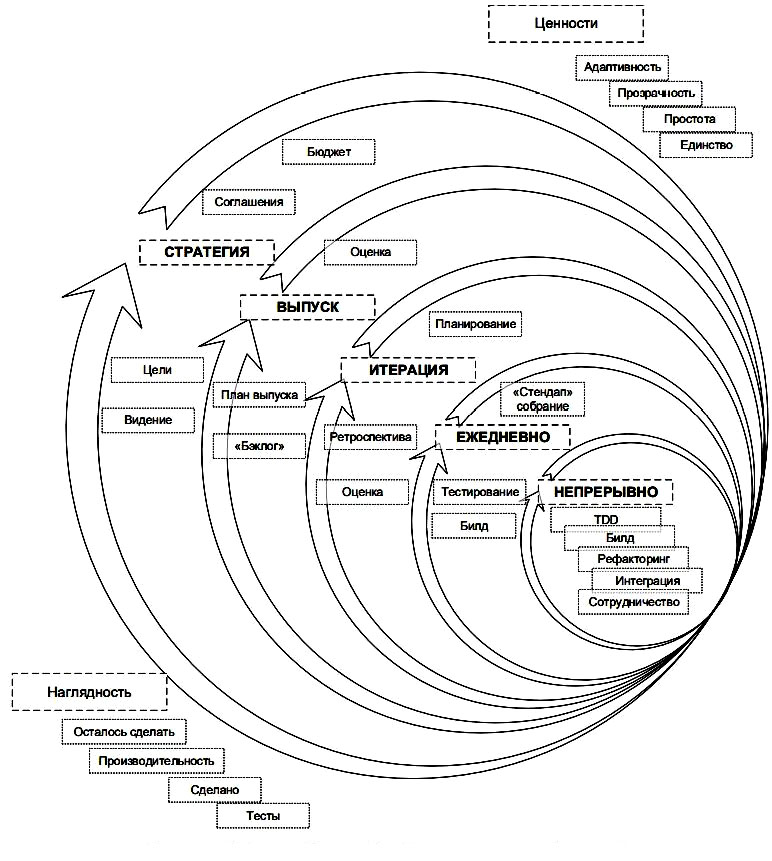 Ценности
Адаптивность
Прозрачность
Простота
Единство
Бюджет
Соглашения
СТРАТЕГИЯ
Оценка
ВЫПУСК
Планирование
Цели
ИТЕРАЦИЯ
План выпуска
«Стендап»
собрание
Видение
«Бэклог»
Ретроспектива
ЕЖЕДНЕВНО
Оценка
Тестирование
НЕПРЕРЫВНО
Билд
TDD
Билд
Рефакторинг
Интеграция
Сотрудничество
Наглядность
Осталось сделать
Производительность
Сделано
Тесты